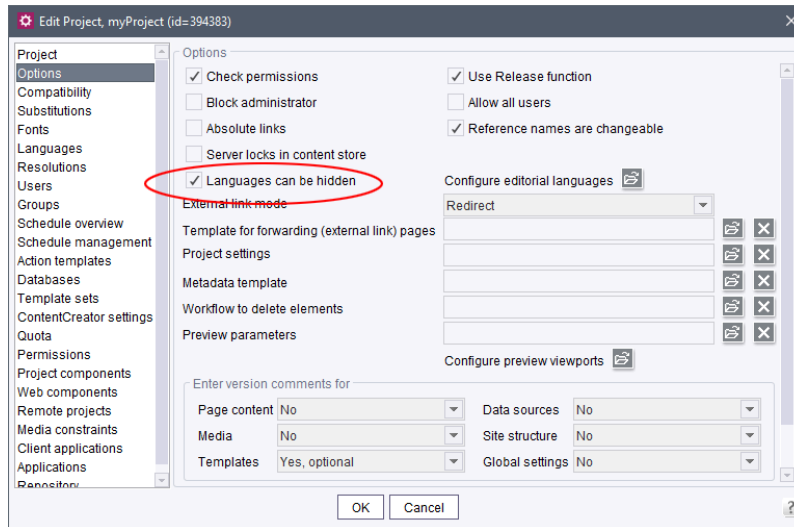 Edit Project, myProject (id=394383)
Project
Options
Compatibility
Substitutions
Fonts
Languages
Resolutions
Users
Groups
Schedule overview
Schedule management
Action templates
Databases
Template sets
ContentCreator settings
Quota
Permissions
Project components
Web components
Remote projects
Media constraints
Client applications
Applications
Repository
Options
Check permissions
Use Release function
Block administrator
Allow all users
Absolute links
Reference names are changeable
Server locks in content store
Languages can be hidden
Configure editorial languages
External link mode
Redirect
Template for forwarding (external link) pages
Project settings
Metadata template
Workflow to delete elements
Preview parameters
Configure preview viewports
Enter version comments for
Page content No
Data sources No
Media No
Site structure No
Templates Yes, optional
Global settings No
OK
Cancel
?